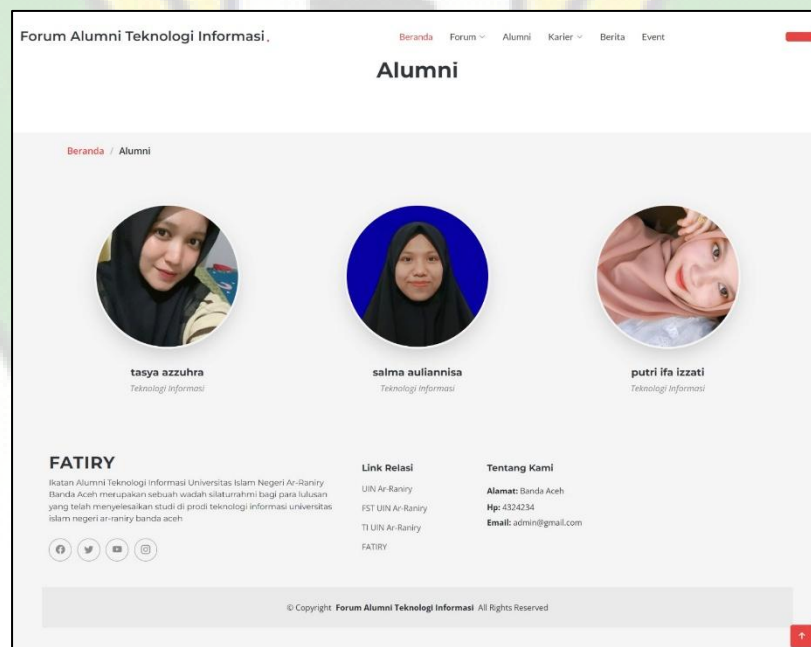 Forum Alumni Teknologi Informasi.
Beranda Forum Alumni Karier Berita Event
Alumni
Beranda / Alumni
tasya azzuhra
Teknologi Informasi
salma auliannisa
Teknologi Informasi
putri ifa izzati
Teknologi Informasi
FATIRY
Ikatan Alumni Teknologi Informasi Universitas Islam Negeri Ar-Raniry
Banda Aceh merupakan sebuah wadah silaturrahmi bagi para lulusan
yang telah menyelesaikan studi di prodi teknologi informasi universitas
islam negeri ar-raniry banda aceh
Link Relasi
UIN Ar-Raniry
FST UIN Ar-Raniry
TI UIN Ar-Raniry
FATIRY
Tentang Kami
Alamat: Banda Aceh
Hp: 4324234
Email: admin@gmail.com
© Copyright Forum Alumni Teknologi Informasi All Rights Reserved